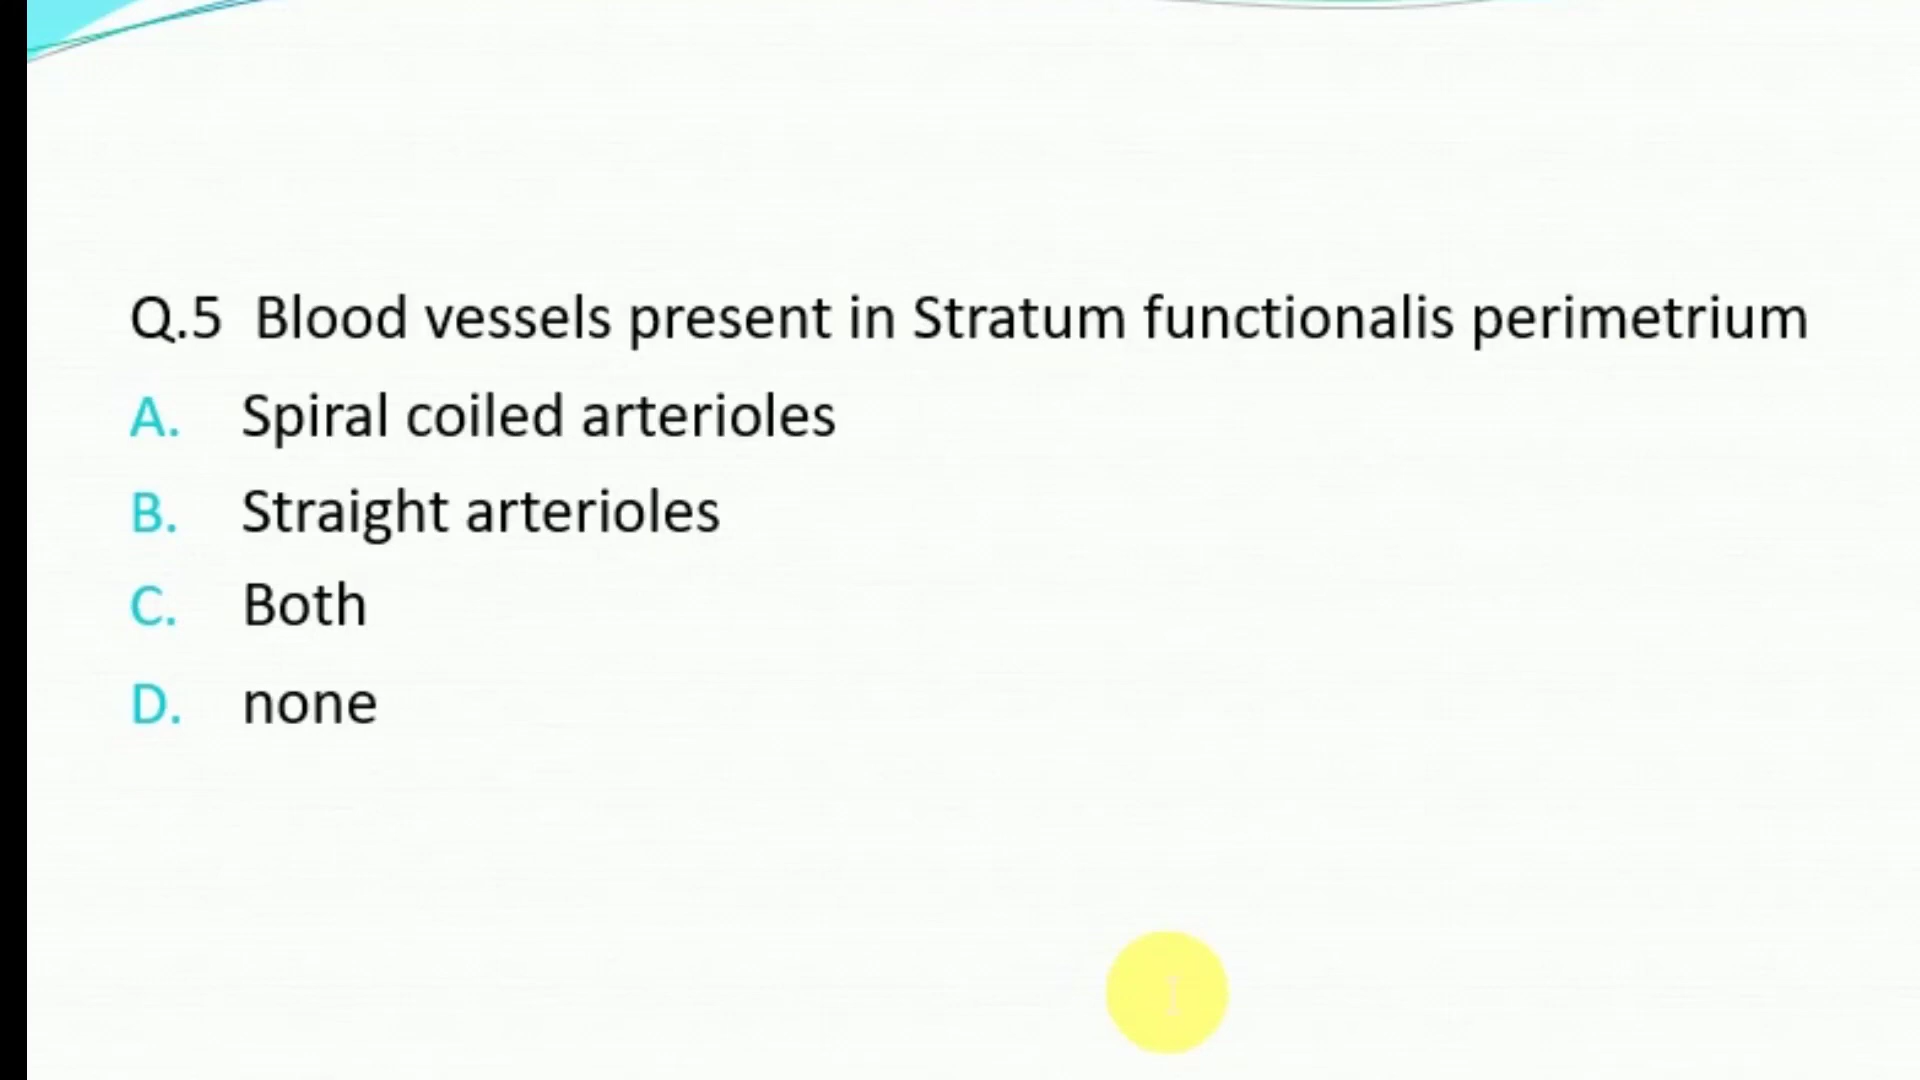 Q.5 Blood vessels present in Stratum functionalis perimetrium
A. Spiral coiled arterioles
B. Straight arterioles
C. Both
D. none